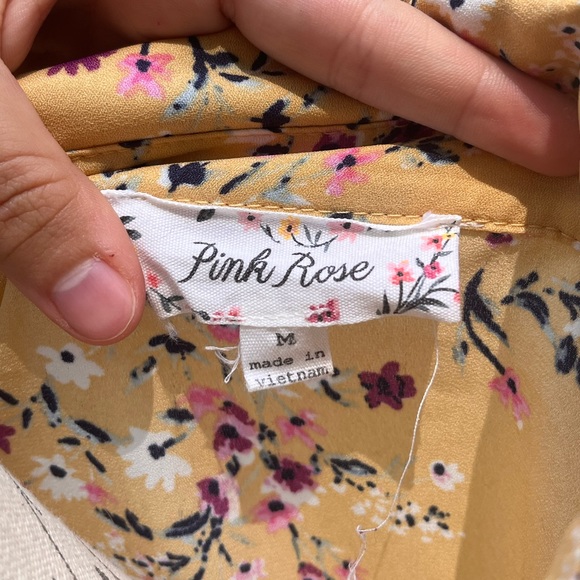 Pink Rose
M
made in
vietnam